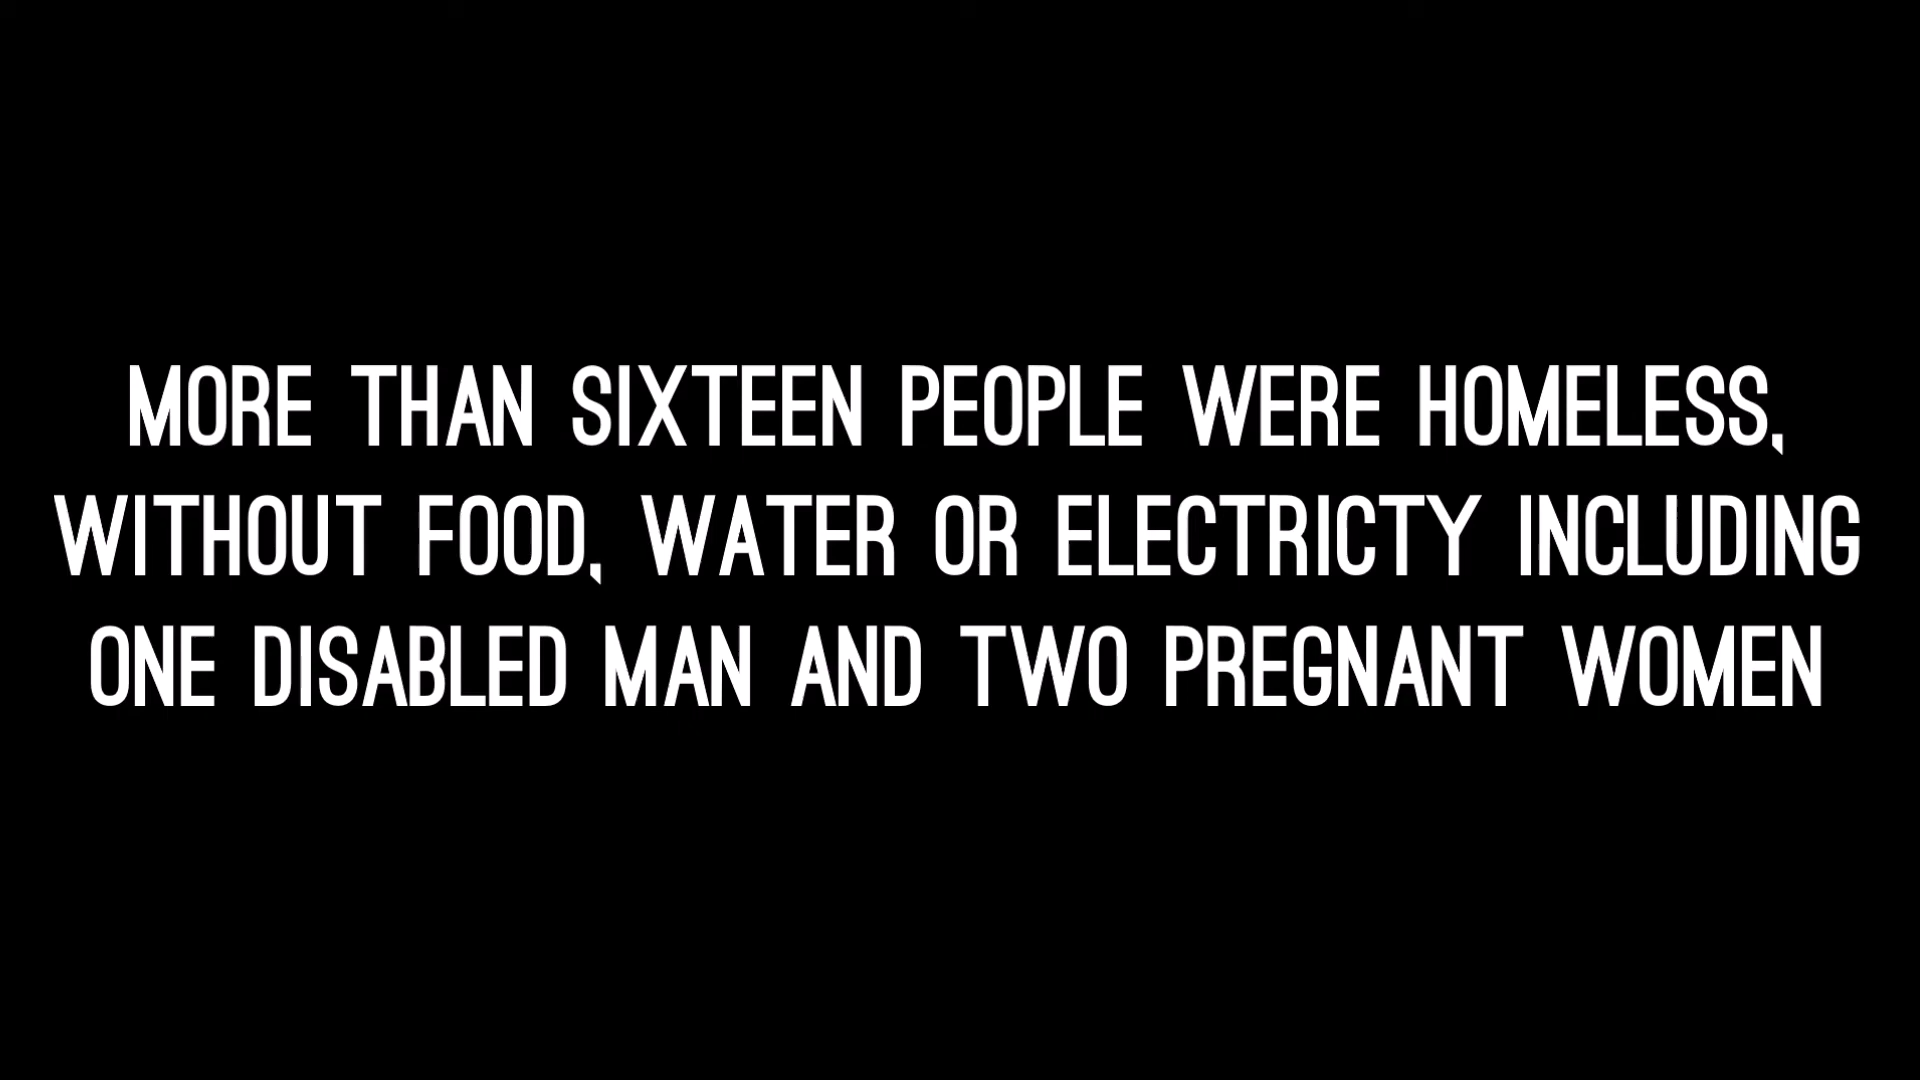 MORE THAN SIXTEEN PEOPLE WERE HOMELESS,
WITHOUT FOOD, WATER OR ELECTRICTY INCLUDING
ONE DISABLED MAN AND TWO PREGNANT WOMEN